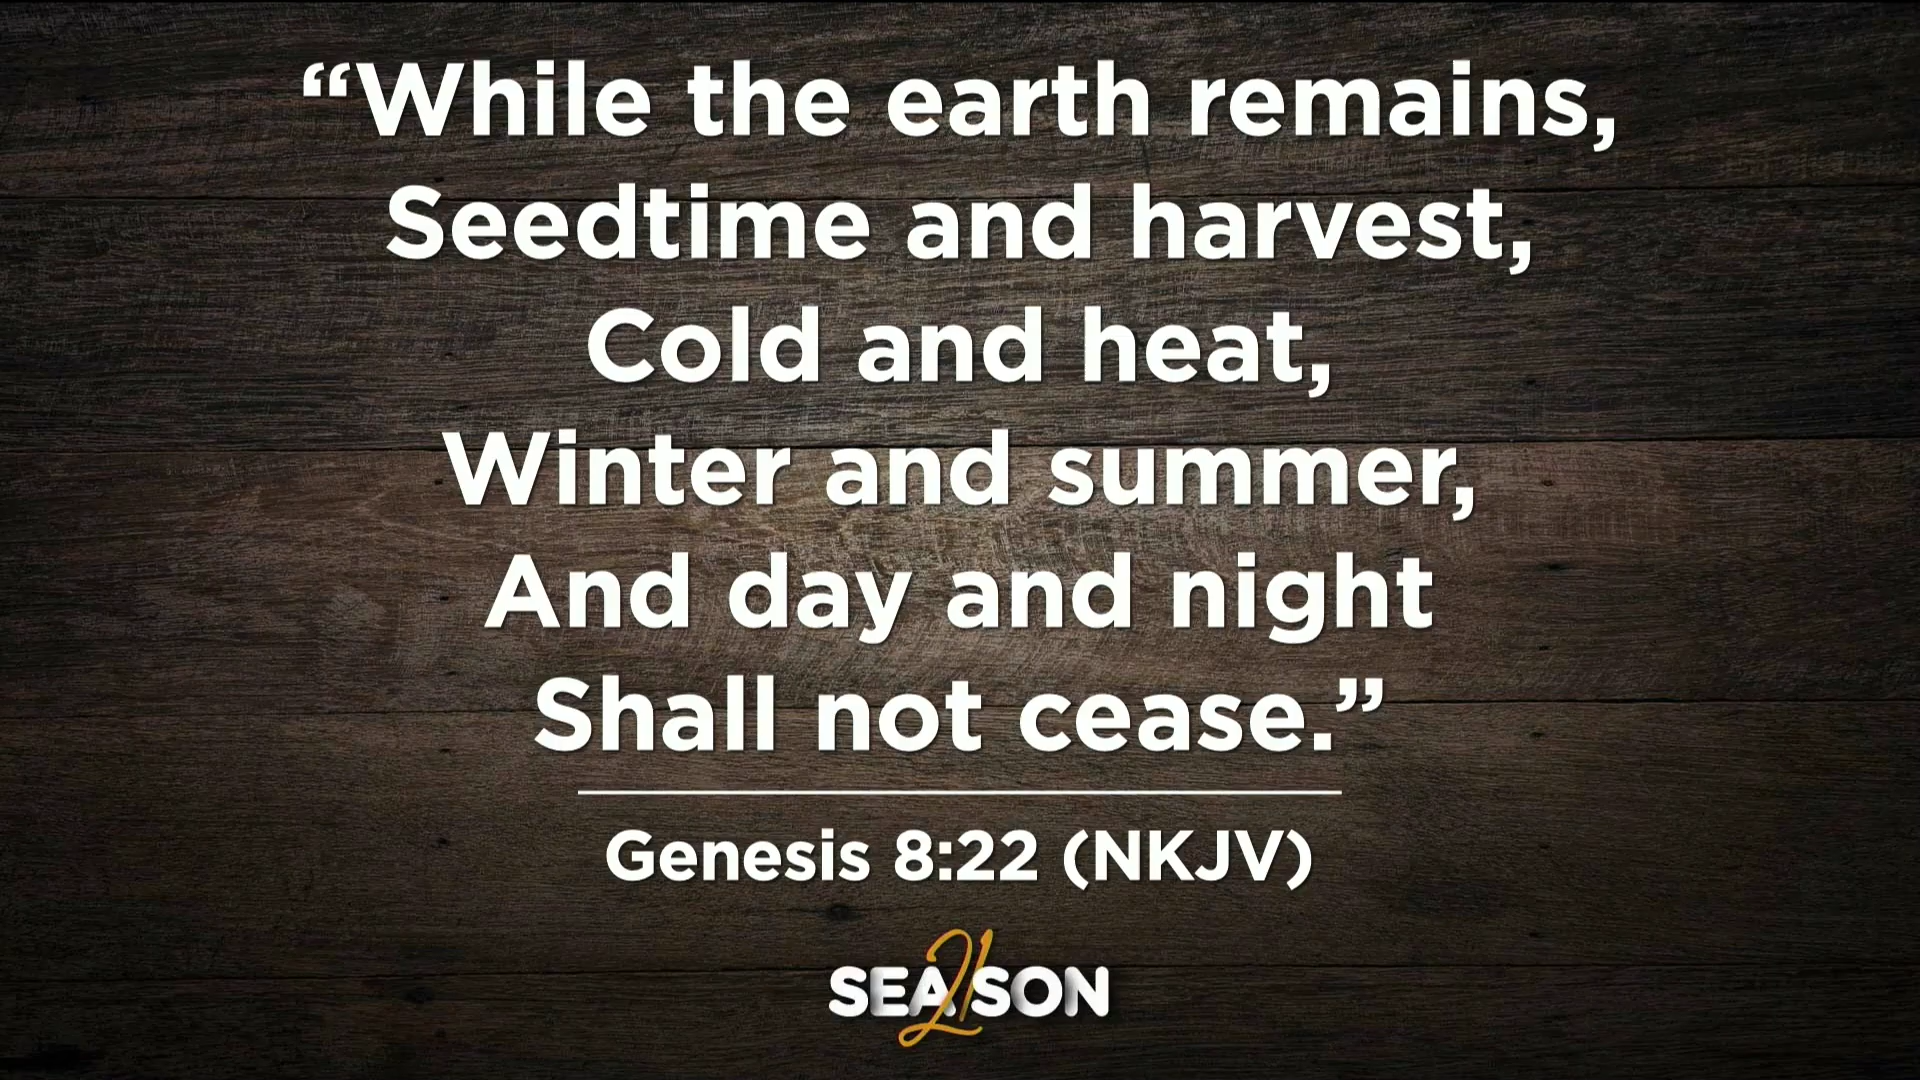 “While the earth remains,
Seedtime and harvest,
Cold and heat,
Winter and summer,
And day and night
Shall not cease.”
Genesis 8:22 (NKJV)
SEA21SON